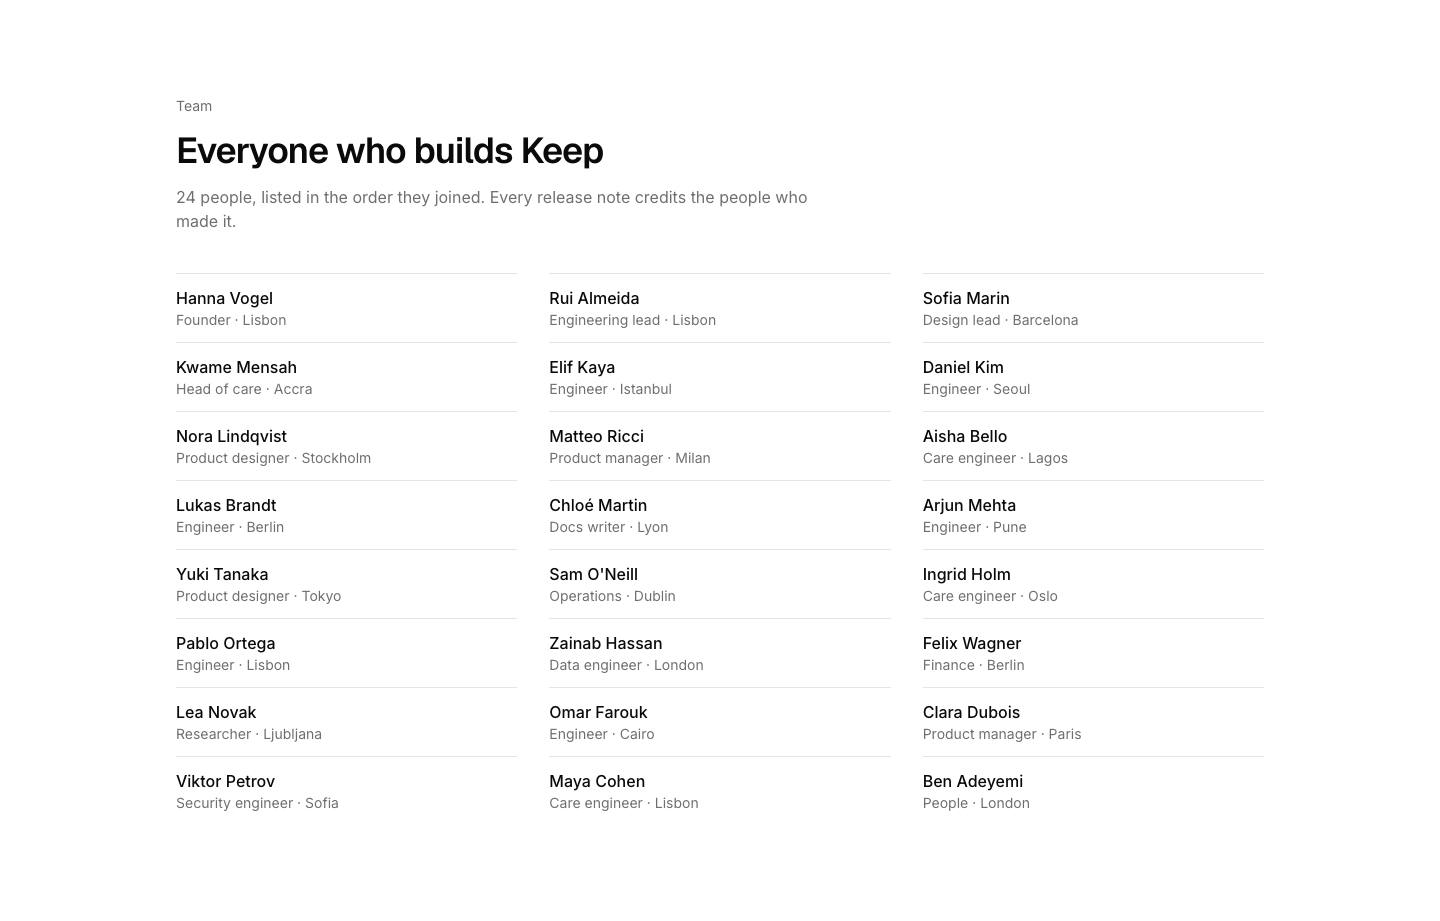 Team
Everyone who builds Keep
24 people, listed in the order they joined. Every release note credits the people who
made it.
Hanna Vogel
Founder · Lisbon
Rui Almeida
Engineering lead · Lisbon
Sofia Marin
Design lead · Barcelona
Kwame Mensah
Head of care · Accra
Elif Kaya
Engineer · Istanbul
Daniel Kim
Engineer · Seoul
Nora Lindqvist
Product designer · Stockholm
Matteo Ricci
Product manager · Milan
Aisha Bello
Care engineer · Lagos
Lukas Brandt
Engineer · Berlin
Chloé Martin
Docs writer · Lyon
Arjun Mehta
Engineer · Pune
Yuki Tanaka
Product designer · Tokyo
Sam O'Neill
Operations · Dublin
Ingrid Holm
Care engineer · Oslo
Pablo Ortega
Engineer · Lisbon
Zainab Hassan
Data engineer · London
Felix Wagner
Finance · Berlin
Lea Novak
Researcher · Ljubljana
Omar Farouk
Engineer · Cairo
Clara Dubois
Product manager · Paris
Viktor Petrov
Security engineer · Sofia
Maya Cohen
Care engineer · Lisbon
Ben Adeyemi
People · London